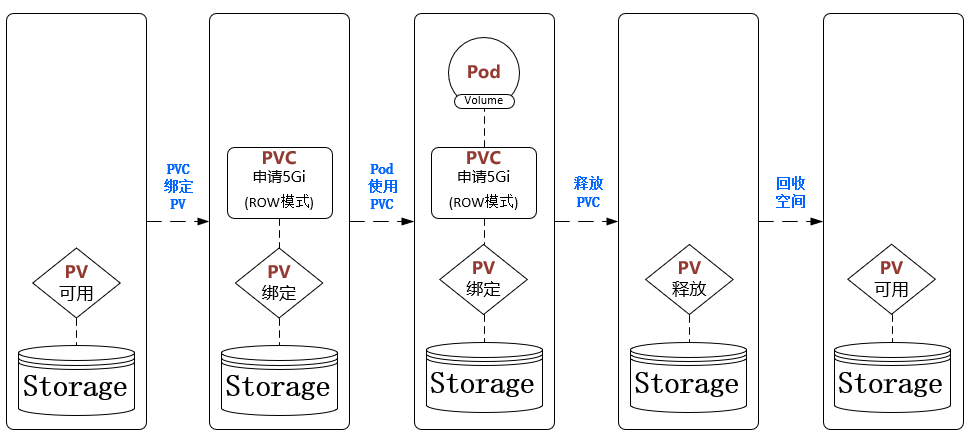 PV
可用
Storage
PVC
绑定
PV
PVC
申请5Gi
(ROW模式)
PV
绑定
Storage
Pod
使用
PVC
Pod
Volume
PVC
申请5Gi
(ROW模式)
PV
绑定
Storage
释放
PVC
PV
释放
Storage
回收
空间
PV
可用
Storage